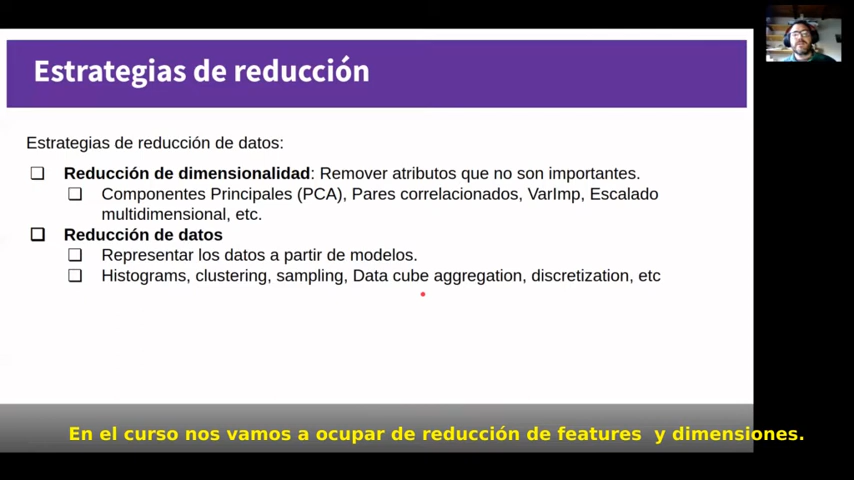 Estrategias de reducción
Estrategias de reducción de datos:
❑ Reducción de dimensionalidad: Remover atributos que no son importantes.
❑ Componentes Principales (PCA), Pares correlacionados, VarImp, Escalado
multidimensional, etc.
❑ Reducción de datos
❑ Representar los datos a partir de modelos.
❑ Histograms, clustering, sampling, Data cube aggregation, discretization, etc
En el curso nos vamos a ocupar de reducción de features y dimensiones.